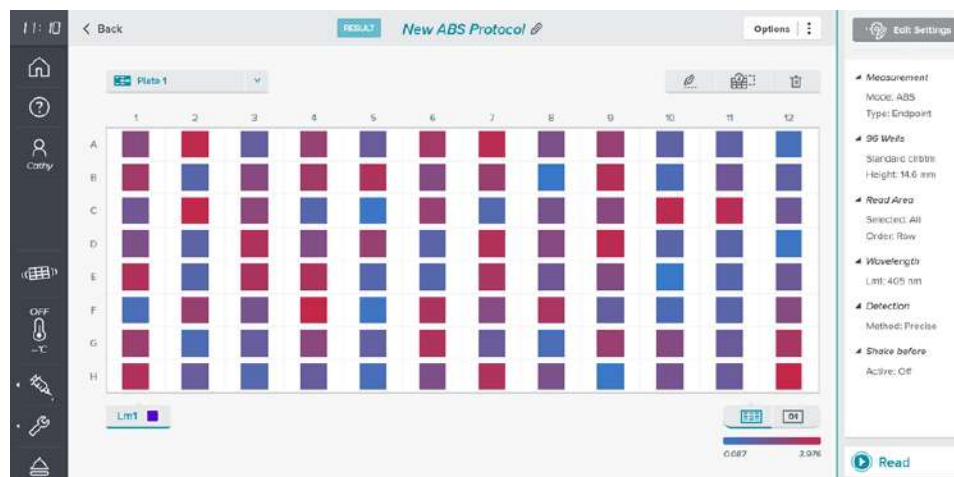 11:10
Back
RESULT
New ABS Protocol
Options
Edit Settings
Cathy
OFF
--°C
Plate 1
1 2 3 4 5 6 7 8 9 10 11 12
A
B
C
D
E
F
G
H
Lm1
01
0.087 2.976
Measurement
Mode: ABS
Type: Endpoint
96 Wells
Standard
Height: 14.6 mm
Read Area
Selected: All
Order: Row
Wavelength
Lm1: 405 nm
Detection
Method: Precise
Shake before
Active: Off
Read